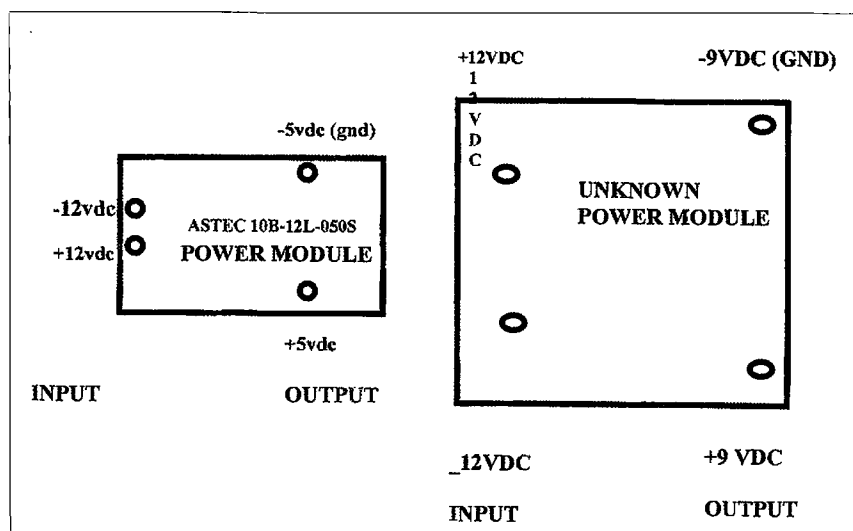 -5vdc (gnd)
-12vdc
+12vdc
ASTEC 10B-12L-050S
POWER MODULE
+5vdc
INPUT
OUTPUT
+12VDC
1
2
V
D
C
-9VDC (GND)
UNKNOWN
POWER MODULE
_12VDC
+9 VDC
INPUT
OUTPUT